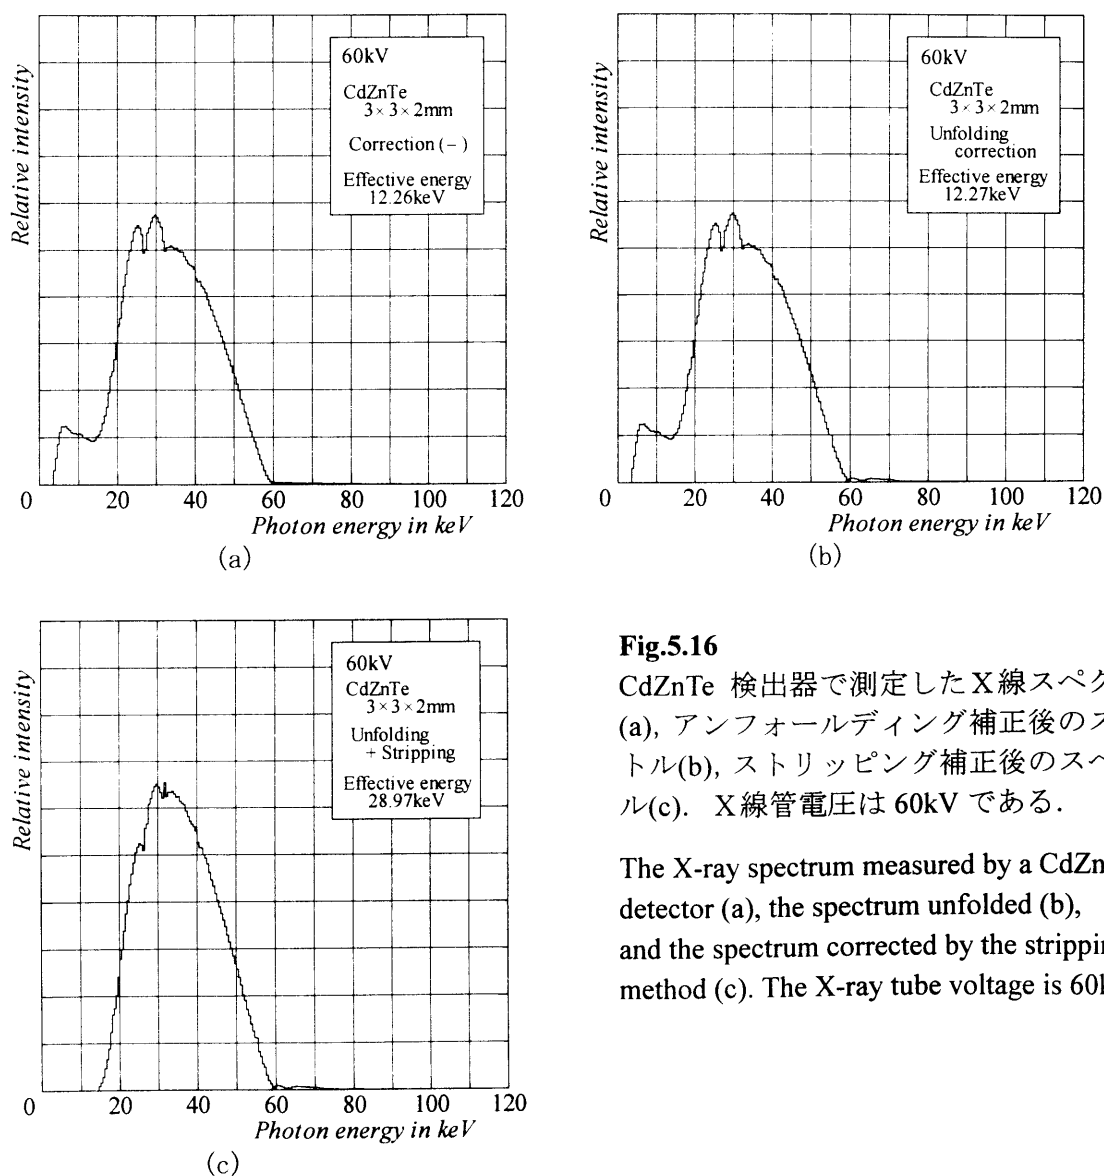 Relative intensity
60kV
CdZnTe
3× 3× 2mm
Correction (−)
Effective energy
12.26keV
0 20 40 60 80 100 120
Photon energy in keV
(a)
Relative intensity
60kV
CdZnTe
3× 3× 2mm
Unfolding
correction
Effective energy
12.27keV
0 20 40 60 80 100 120
Photon energy in keV
(b)
Relative intensity
60kV
CdZnTe
3× 3× 2mm
Unfolding
+ Stripping
Effective energy
28.97keV
0 20 40 60 80 100 120
Photon energy in keV
(c)
Fig.5.16
CdZnTe 検出器で測定したX線スペク
(a), アンフォールディング補正後のス
トル(b), ストリッピング補正後のスペ
ル(c). X線管電圧は 60kV である.
The X-ray spectrum measured by a CdZn
detector (a), the spectrum unfolded (b),
and the spectrum corrected by the strippin
method (c). The X-ray tube voltage is 60